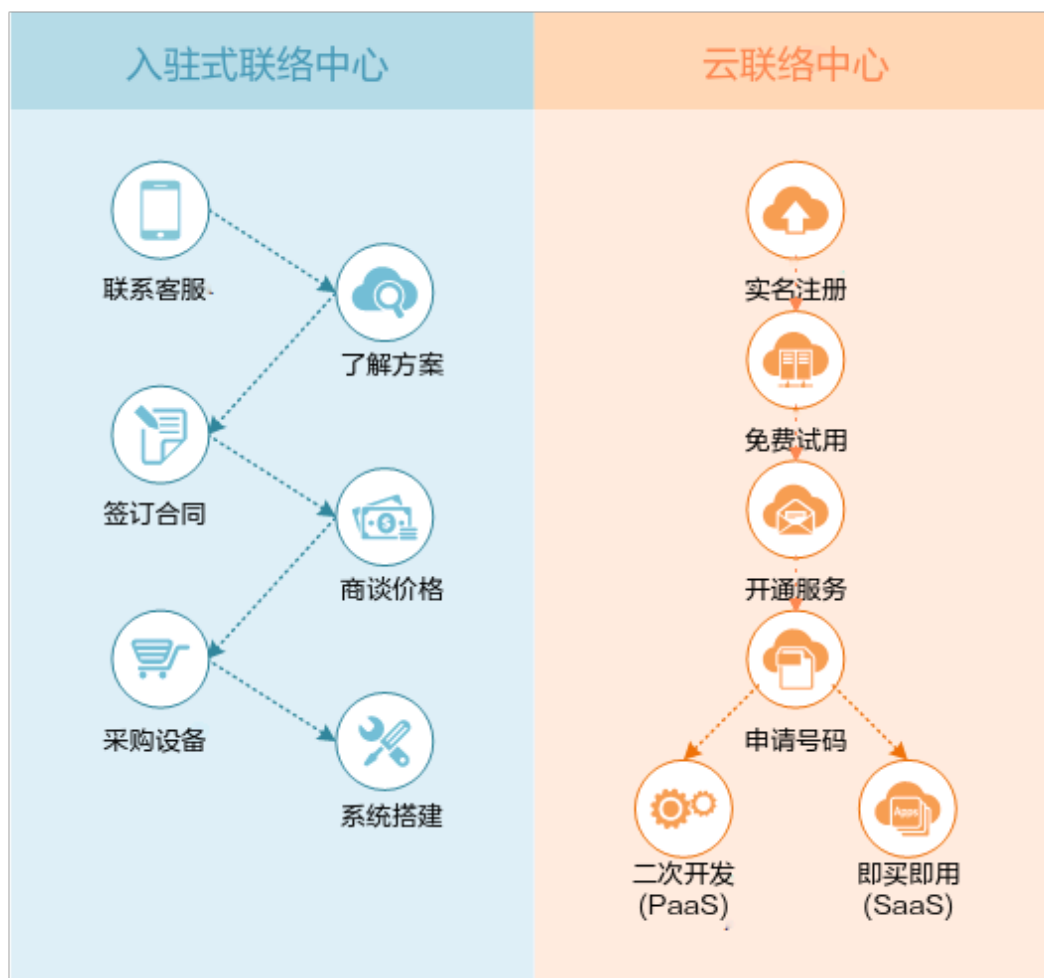 入驻式联络中心
联系客服
了解方案
签订合同
商谈价格
采购设备
系统搭建
云联络中心
实名注册
免费试用
开通服务
申请号码
二次开发
(PaaS)
Apps
即买即用
(SaaS)